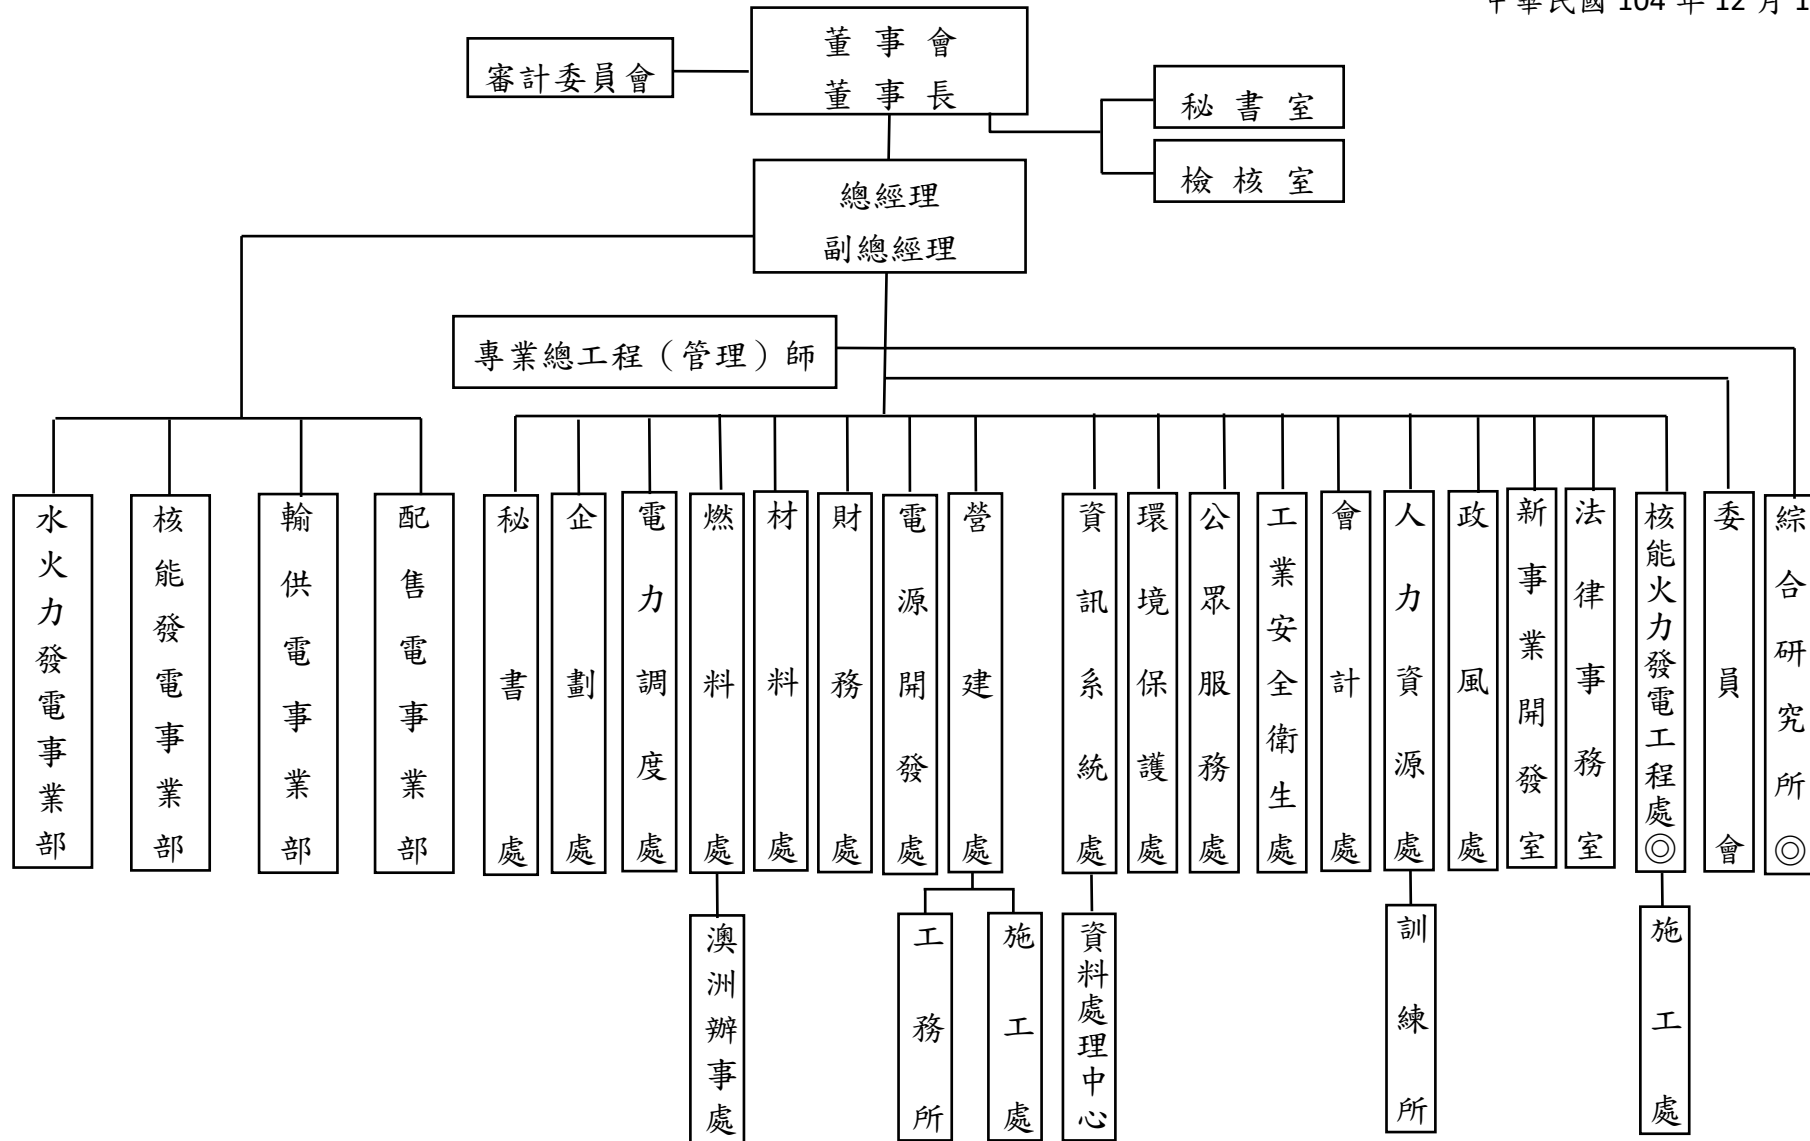 中華民國 104 年 12 月 1
董事會
董事長
審計委員會
秘書室
檢核室
總經理
副總經理
專業總工程（管理）師
水火力發電事業部
核能發電事業部
輸供電事業部
配售電事業部
秘書處
企劃處
電力調度處
燃料處
材料處
財務處
電源開發處
營建處
資訊系統處
環境保護處
公眾服務處
工業安全衛生處
會計處
人力資源處
政風處
新事業開發室
法律事務室
核能火力發電工程處◎
委員會
綜合研究所◎
澳洲辦事處
工務所
施工處
資料處理中心
訓練所
施工處